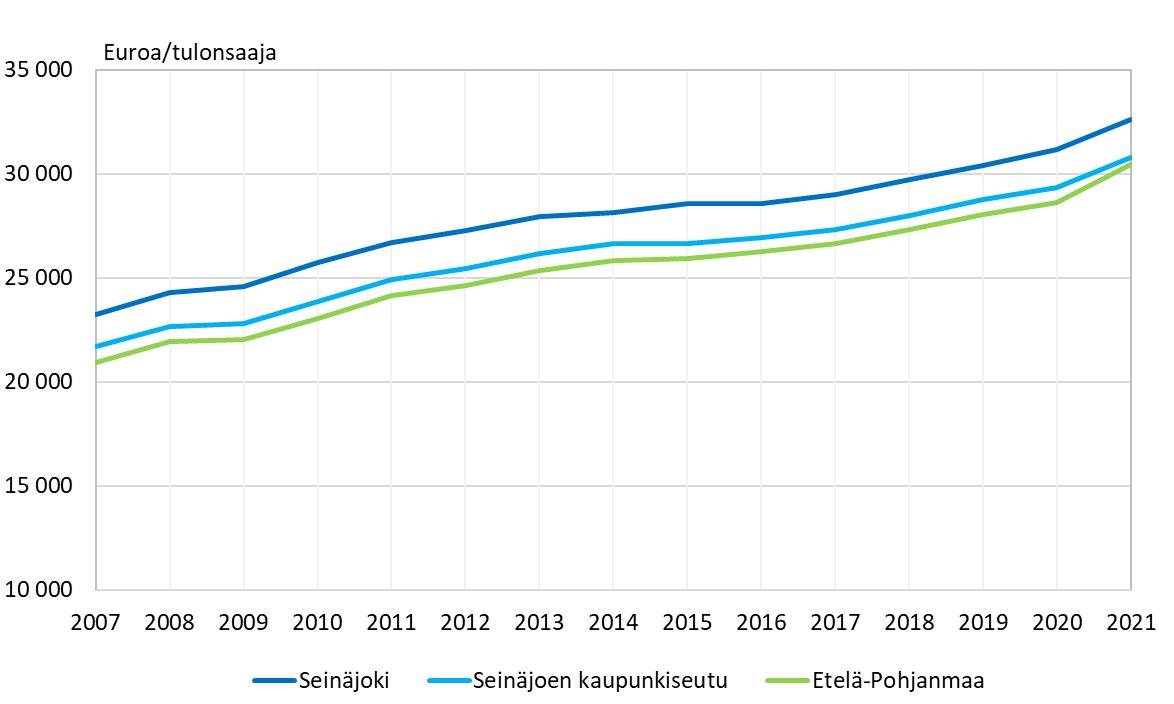 Euroa/tulonsaaja
35 000
30 000
25 000
20 000
15 000
10 000
2007 2008 2009 2010 2011 2012 2013 2014 2015 2016 2017 2018 2019 2020 2021
Seinäjoki Seinäjoen kaupunkiseutu Etelä-Pohjanmaa